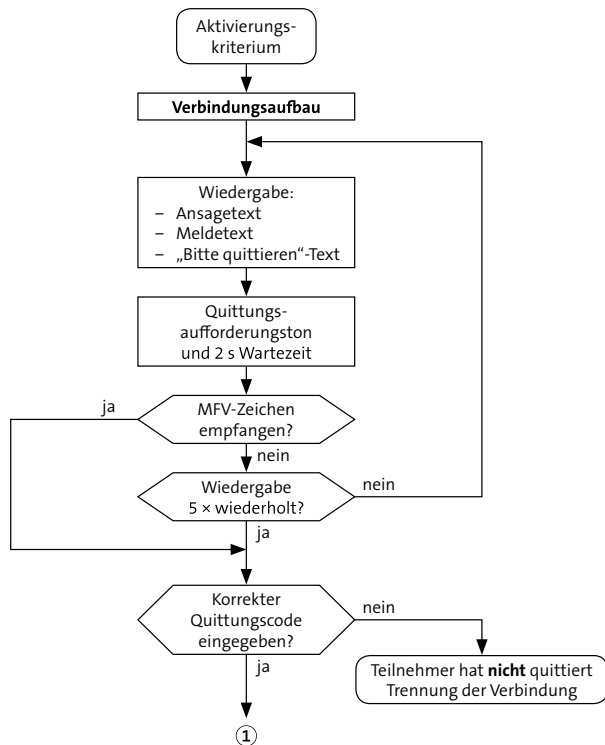 Aktivierungs-
kriterium
Verbindungsaufbau
Wiedergabe:
– Ansagetext
– Meldetext
– „Bitte quittieren“-Text
Quittungs-
aufforderungston
und 2 s Wartezeit
ja
MFV-Zeichen
empfangen?
nein
Wiedergabe
5 × wiederholt?
nein
ja
Korrekter
Quittungscode
eingegeben?
nein
ja
Teilnehmer hat nicht quittiert
Trennung der Verbindung
1